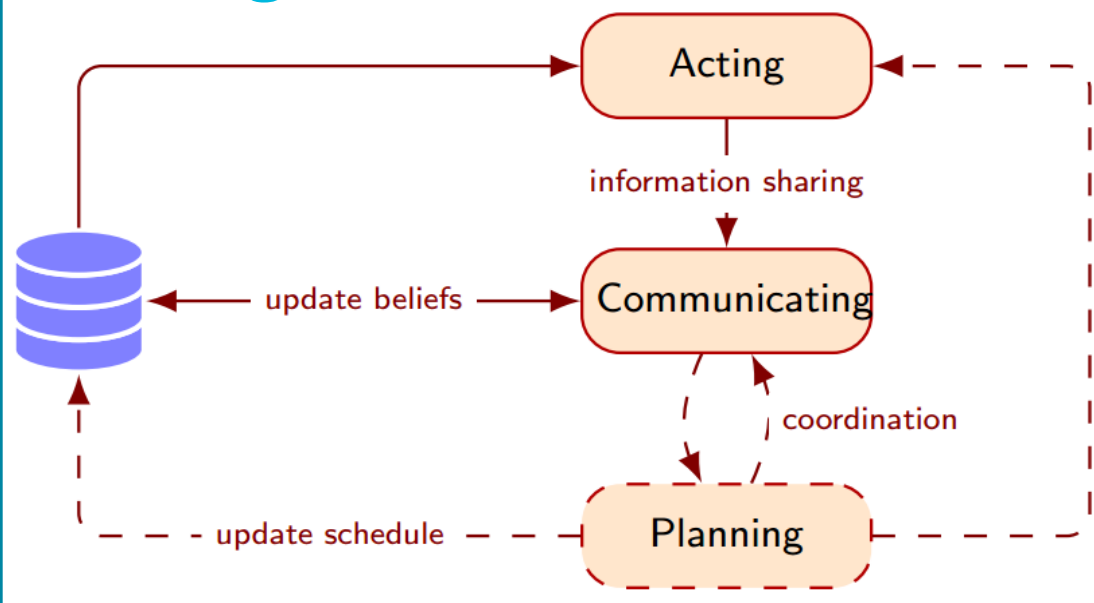 Acting
information sharing
update beliefs
Communicating
coordination
update schedule
Planning